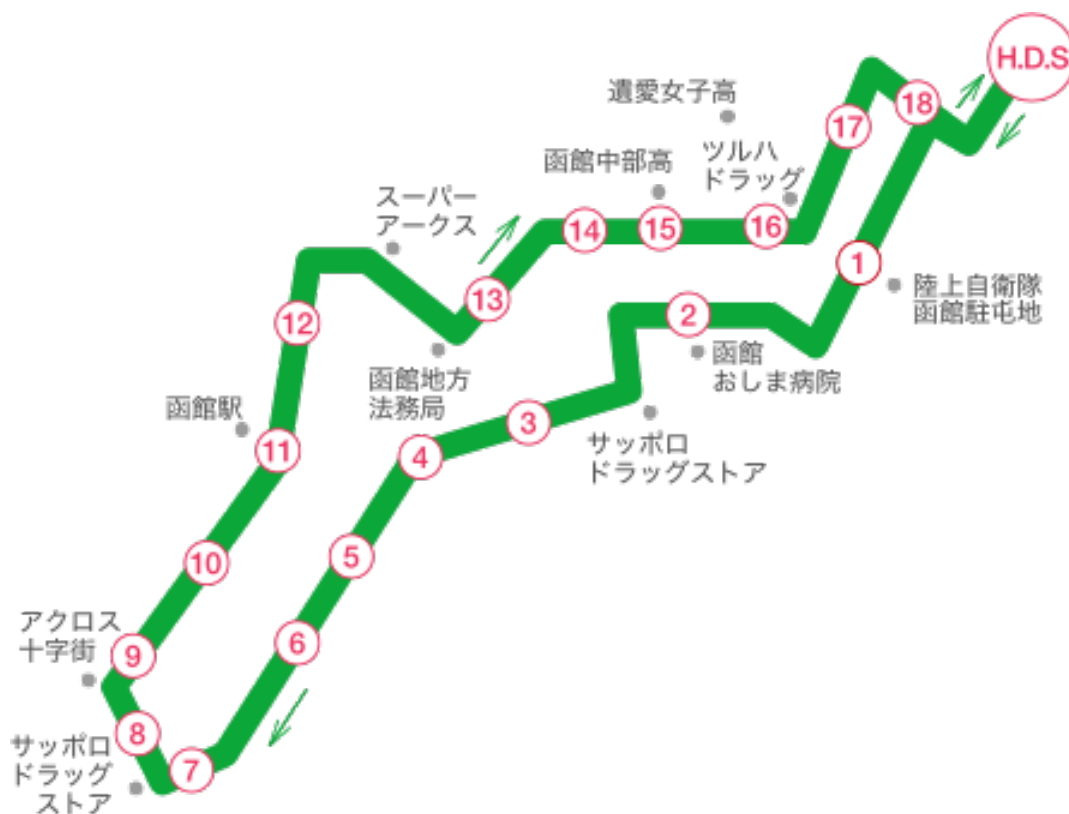 H.D.S
18
遺愛女子高
17
ツルハ
ドラッグ
函館中部高
スーパー
アークス
14
15
16
1
陸上自衛隊
函館駐屯地
13
12
2
函館
おしま病院
函館地方
法務局
函館駅
11
3
4
サッポロ
ドラッグストア
5
10
6
アクロス
十字街
9
8
7
サッポロ
ドラッグ
ストア